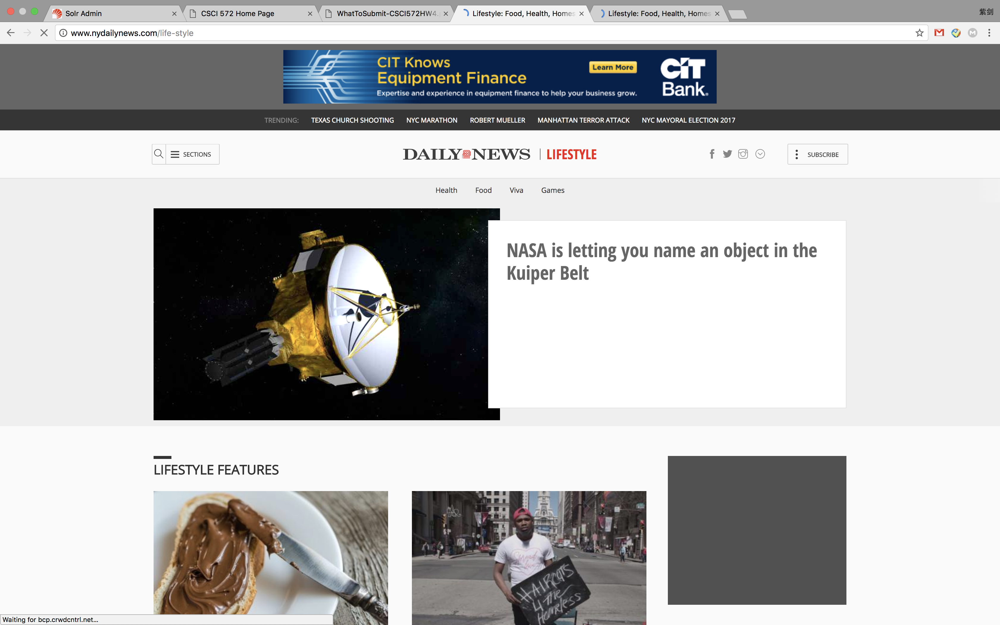 Solr Admin
CSCI 572 Home Page
WhatToSubmit-CSCI572HW4.
Lifestyle: Food, Health, Homes
Lifestyle: Food, Health, Homes
紫剑
www.nydailynews.com/life-style
CIT Knows
Equipment Finance
Expertise and experience in equipment finance to help your business grow.
Learn More
CIT
Bank
TRENDING: TEXAS CHURCH SHOOTING NYC MARATHON ROBERT MUELLER MANHATTAN TERROR ATTACK NYC MAYORAL ELECTION 2017
SECTIONS
DAILY NEWS | LIFESTYLE
SUBSCRIBE
Health Food Viva Games
NASA is letting you name an object in the
Kuiper Belt
LIFESTYLE FEATURES
Spread
love
HAIRCUTS
4 The
Homeless
Waiting for bcp.crwdcntrl.net...